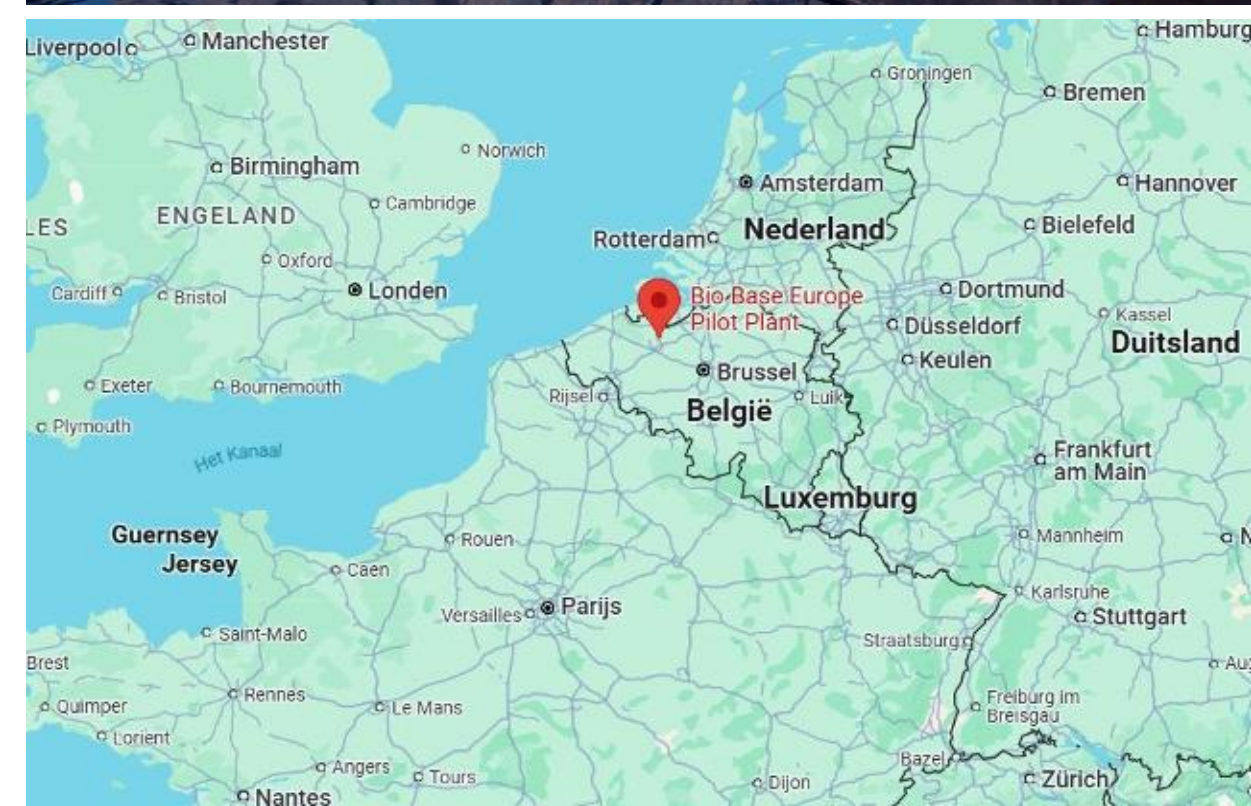 Liverpool
Manchester
Hamburg
Groningen
Bremen
Norwich
Birmingham
Amsterdam
Hannover
Cambridge
ENGELAND
LES
Nederland
Bielefeld
Rotterdam
Oxford
Londen
Cardiff
Bristol
Bio Base Europe
Pilot Plant
Dortmund
Kassel
Düsseldorf
Duitsland
Keulen
Brussel
Exeter
Bournemouth
Rijsel
Luik
België
Plymouth
Het Kanaal
Frankfurt
am Main
Luxemburg
Guernsey
Jersey
Rouen
Mannheim
N
Caen
Karlsruhe
Versailles
Parijs
Stuttgart
Saint-Malo
Straatsburg
Brest
Au
Rennes
Le Mans
Quimper
Freiburg im
Breisgau
Lorient
Bazel
Angers
Tours
Dijon
Zürich
Nantes